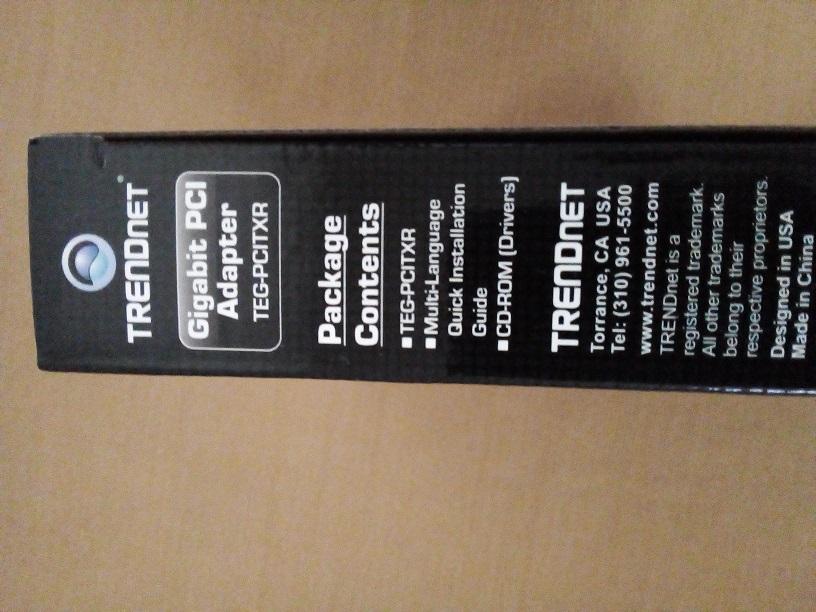 TRENDnET
Gigabit PCI
Adapter
TEG-PCITXR
Package
Contents
■TEG-PCITXR
■Multi-Language
Quick Installation
Guide
■CD-ROM (Drivers)
TRENDnET
Torrance, CA USA
Tel: (310) 961-5500
www.trendnet.com
TRENDnet is a
registered trademark.
All other trademarks
belong to their
respective proprietors.
Designed in USA
Made in China